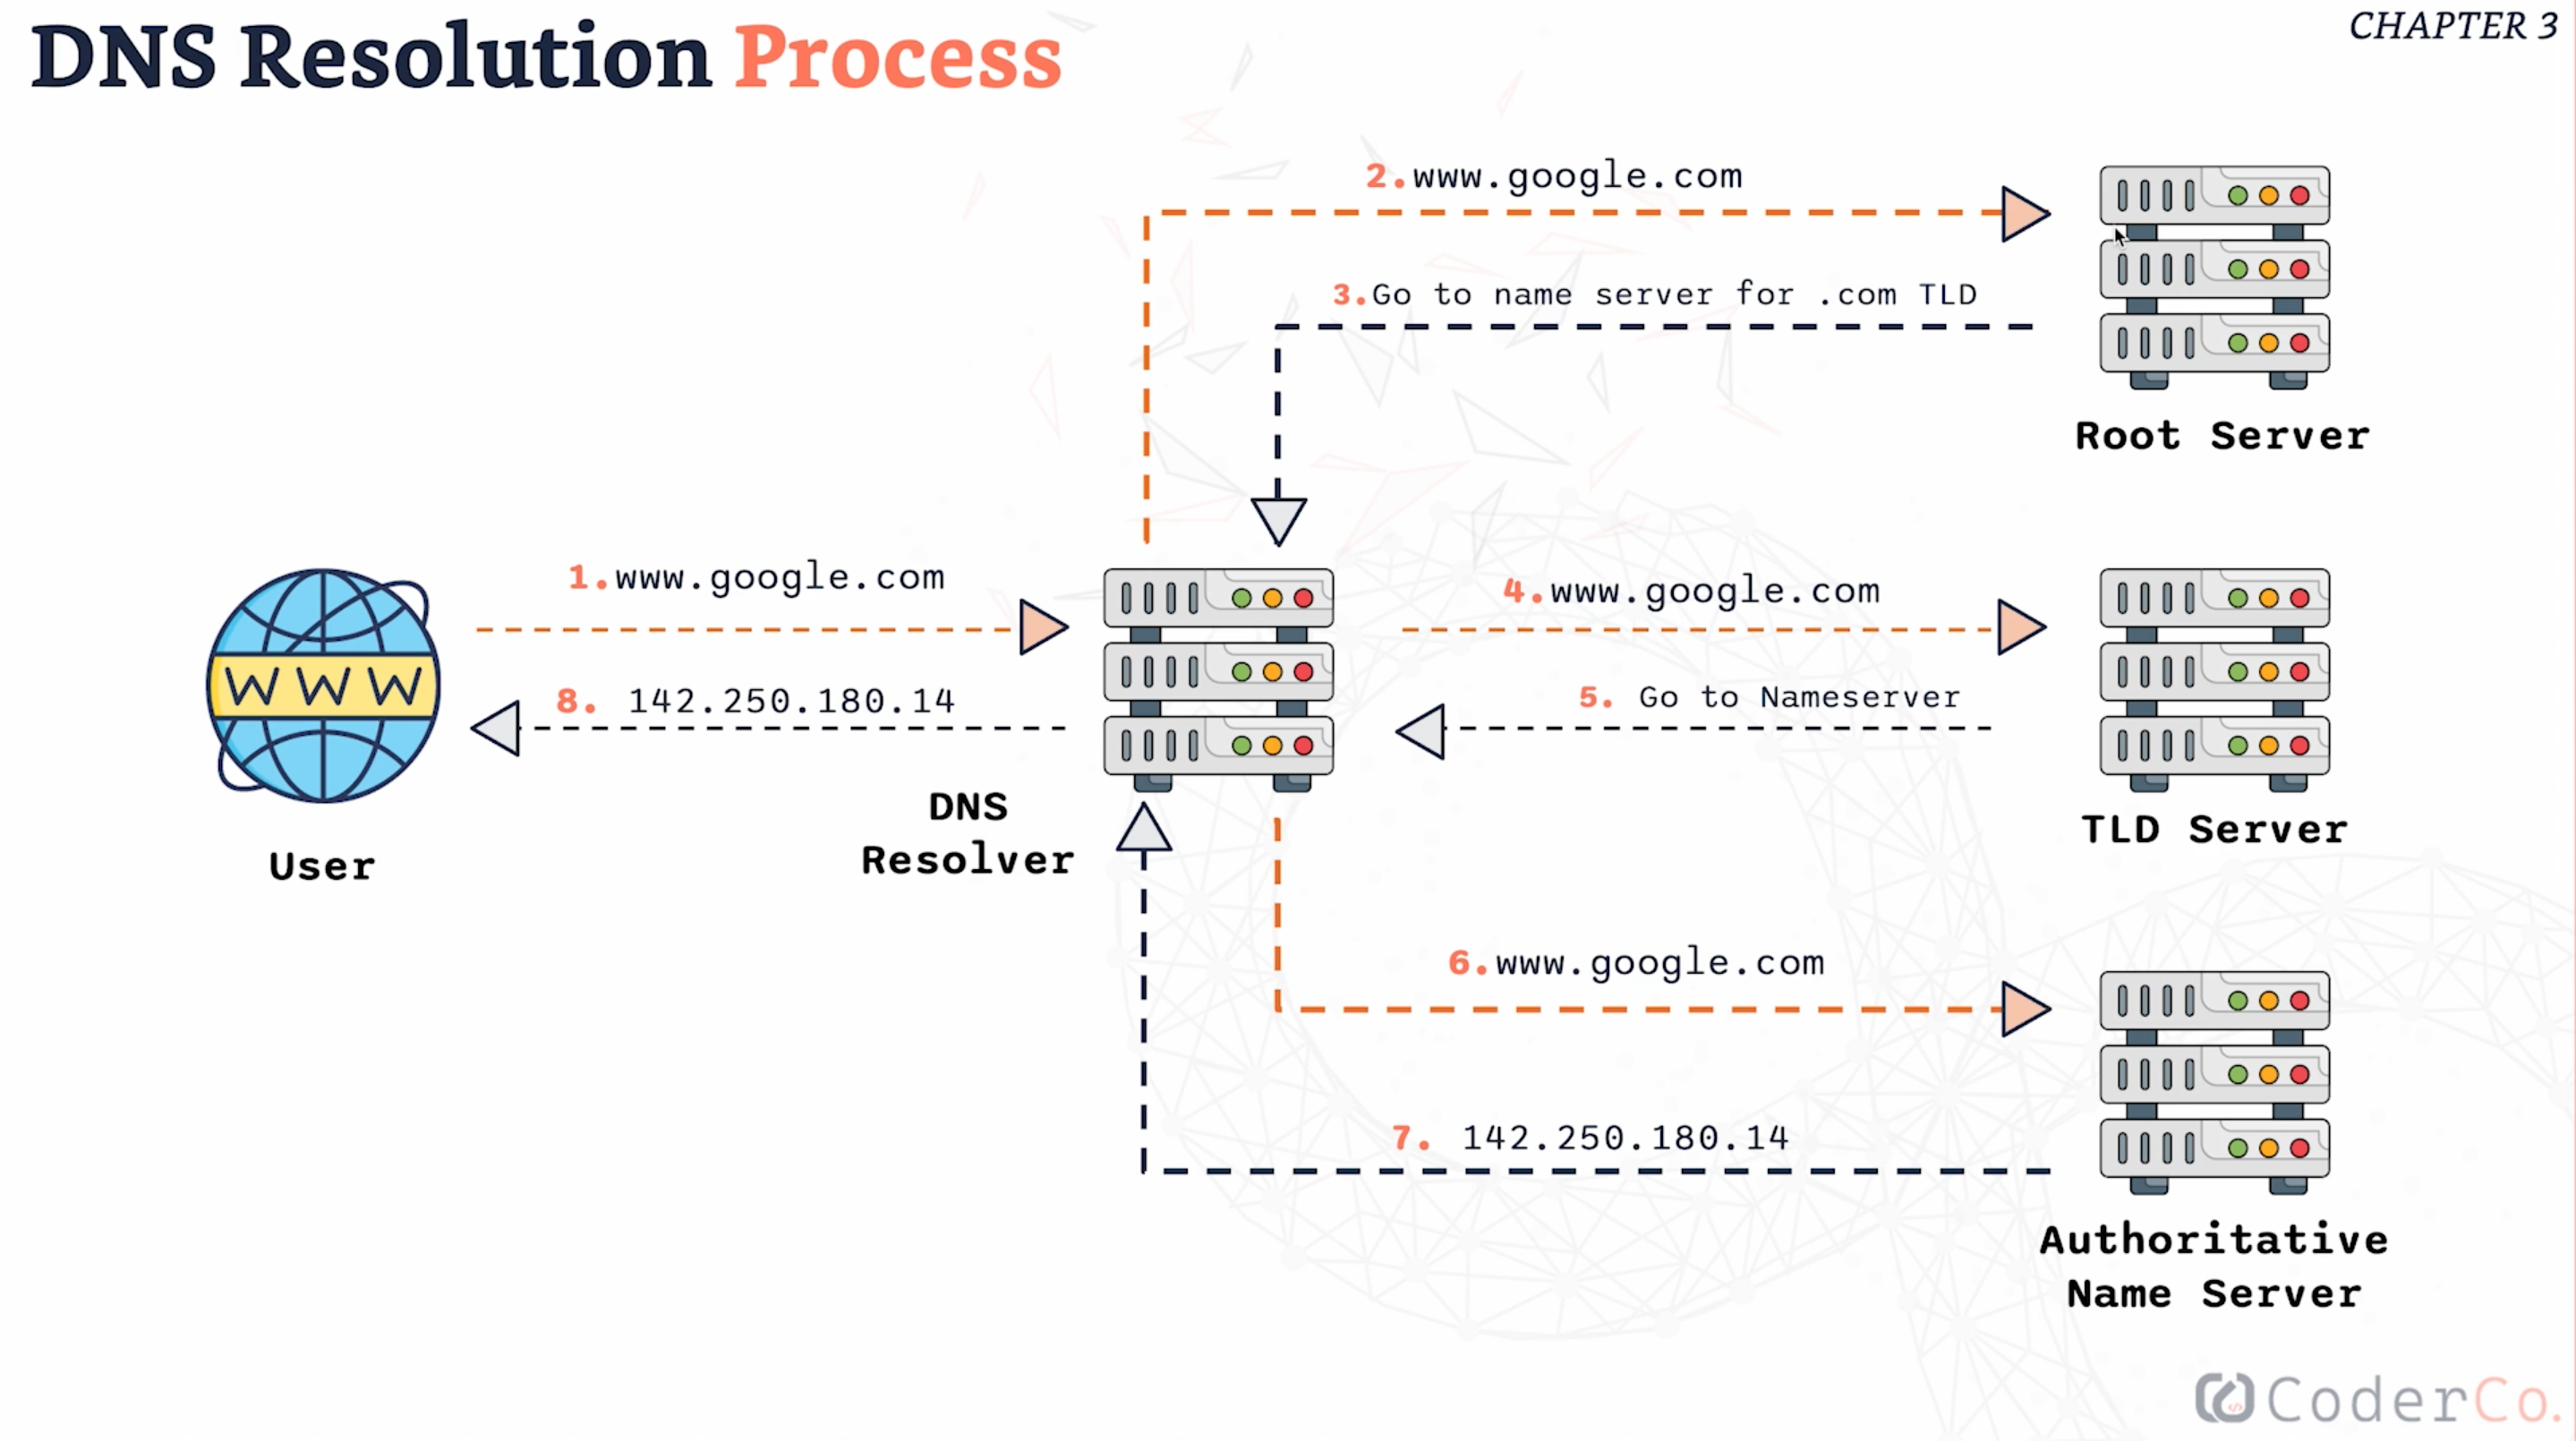 DNS Resolution Process
CHAPTER 3
2.www.google.com
3.Go to name server for .com TLD
Root Server
1.www.google.com
4.www.google.com
WWW
8. 142.250.180.14
5. Go to Nameserver
DNS
Resolver
User
TLD Server
6.www.google.com
7. 142.250.180.14
Authoritative
Name Server
CoderCo.